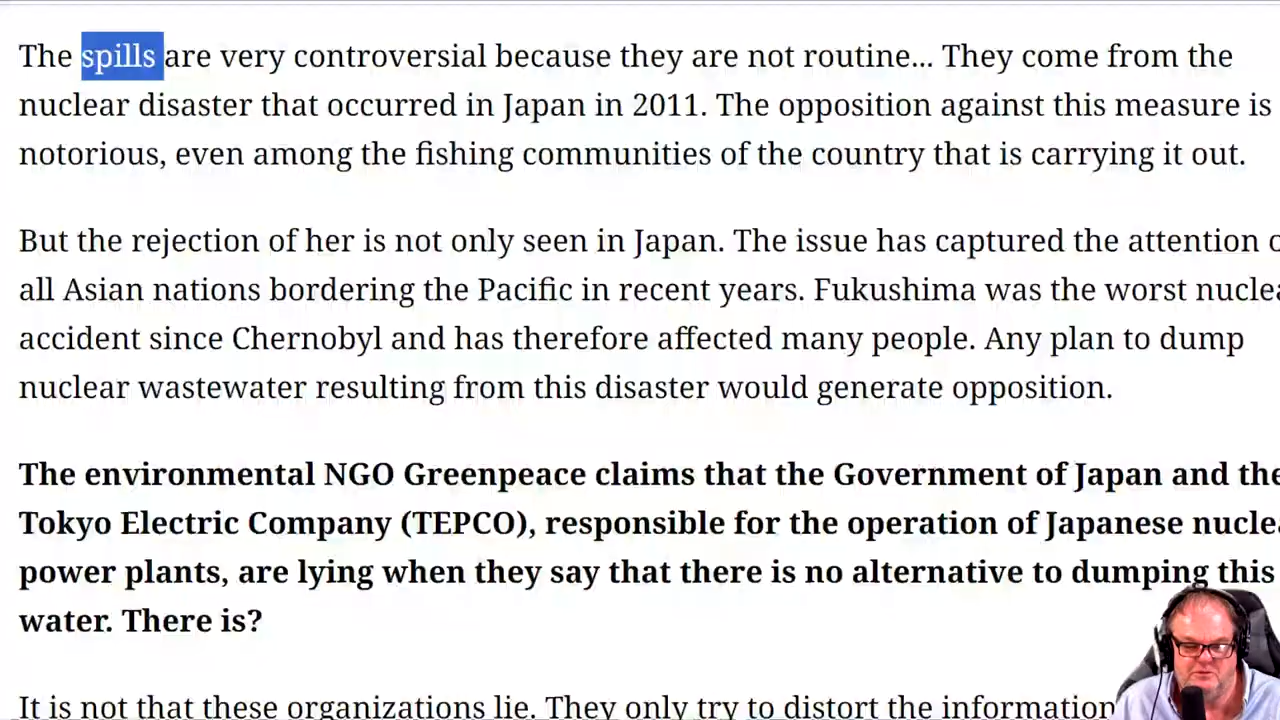 The spills are very controversial because they are not routine... They come from the
nuclear disaster that occurred in Japan in 2011. The opposition against this measure is
notorious, even among the fishing communities of the country that is carrying it out.
But the rejection of her is not only seen in Japan. The issue has captured the attention
all Asian nations bordering the Pacific in recent years. Fukushima was the worst
accident since Chernobyl and has therefore affected many people. Any plan to dump
nuclear wastewater resulting from this disaster would generate opposition.
The environmental NGO Greenpeace claims that the Government of Japan and the
Tokyo Electric Company (TEPCO), responsible for the operation of Japanese
power plants, are lying when they say that there is no alternative to dumping this
water. There is?
It is not that these organizations lie. They only try to distort the information